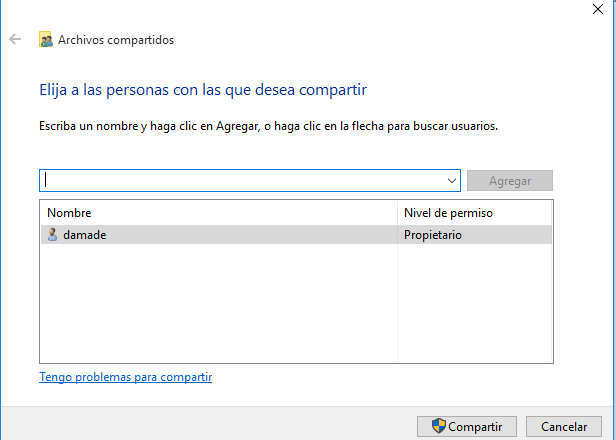 Archivos compartidos
Elija a las personas con las que desea compartir
Escriba un nombre y haga clic en Agregar, o haga clic en la flecha para buscar usuarios.
Agregar
Nombre Nivel de permiso
damade Propietario
Tengo problemas para compartir
Compartir Cancelar